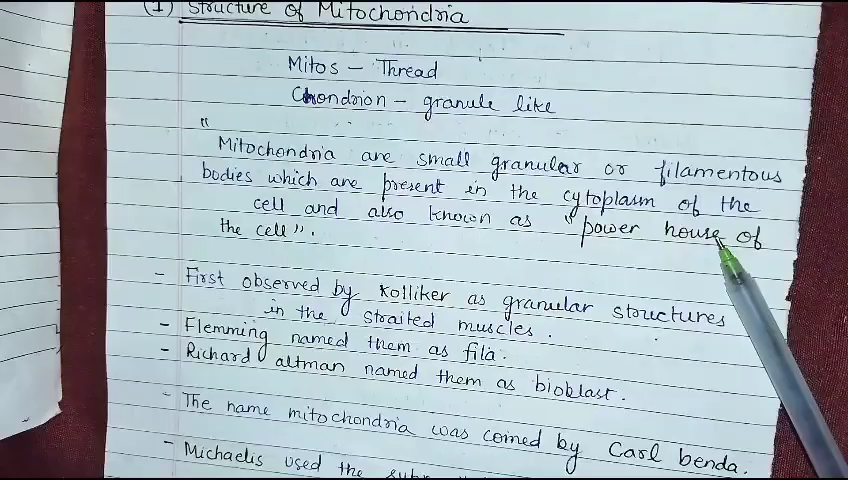 (1) Structure of Mitochondria
Mitos - Thread
Chondrion - granule like
"
Mitochondria are small granular or filamentous
bodies which are present in the cytoplasm of the
cell and also known as "power house of
the cell".
- First observed by Kolliker as granular structures
in the straited muscles.
- Flemming named them as fila.
- Richard altman named them as bioblast.
- The name mitochondria was coined by Carl benda.
- Michaelis used the